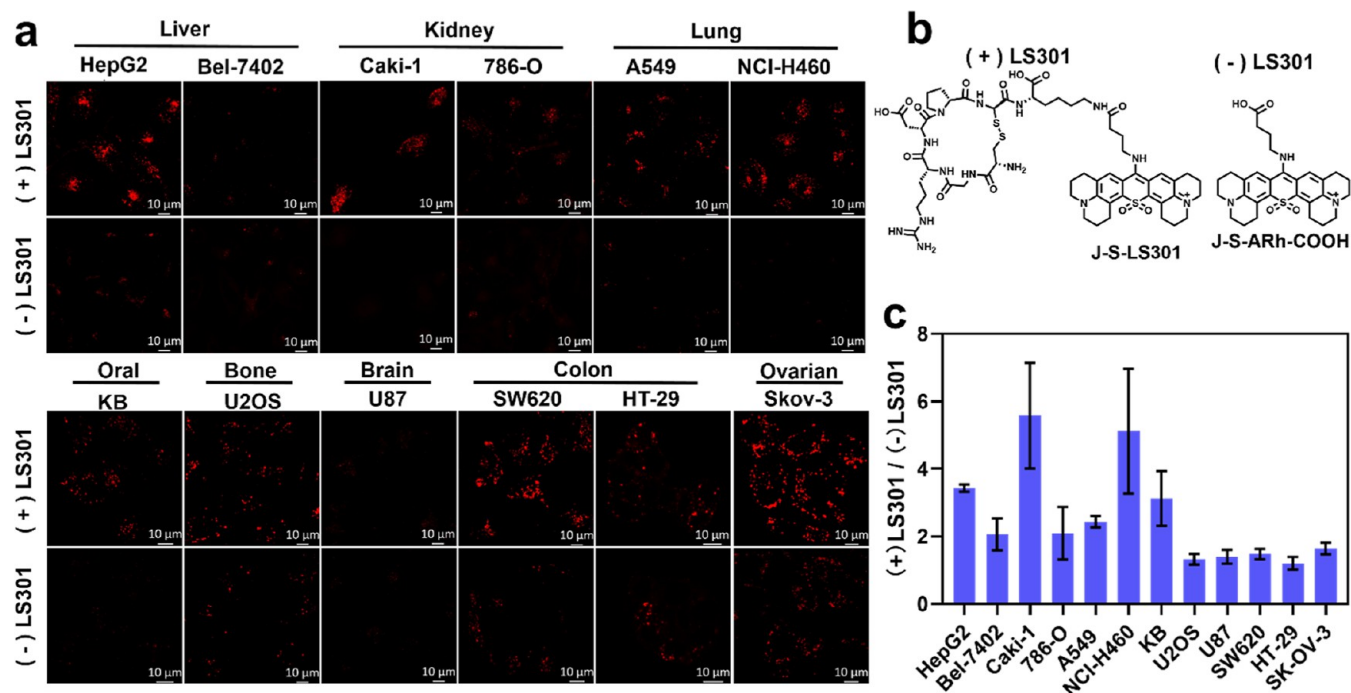 a
Liver Kidney Lung
HepG2 Bel-7402 Caki-1 786-O A549 NCI-H460
(+) LS301
10 μm 10 μm 10 μm 10 μm 10 μm 10 μm
(-) LS301
10 μm 10 μm 10 μm 10 μm 10 μm 10 μm
Oral Bone Brain Colon Ovarian
KB U2OS U87 SW620 HT-29 Skov-3
(+) LS301
10 μm 10 μm 10 μm 10 μm 10 μm 10 μm
(-) LS301
10 μm 10 μm 10 μm 10 μm 10 μm 10 μm
b
(+) LS301
(-) LS301
HO O
O
H
N
O
N
H
O
HO
O
O
N
O
NH
S
S
O
NH
O
HN
O
NH
O
NH2
HN
NH
NH2
NH
N
S
O O
N+
J-S-LS301
HO
O
NH
N
S
O O
N+
J-S-ARh-COOH
c
(+) LS301 / (-) LS301
8
6
4
2
0
HepG2
Bel-7402
Caki-1
786-O
A549
NCI-H460
KB
U2OS
U87
SW620
HT-29
SK-OV-3